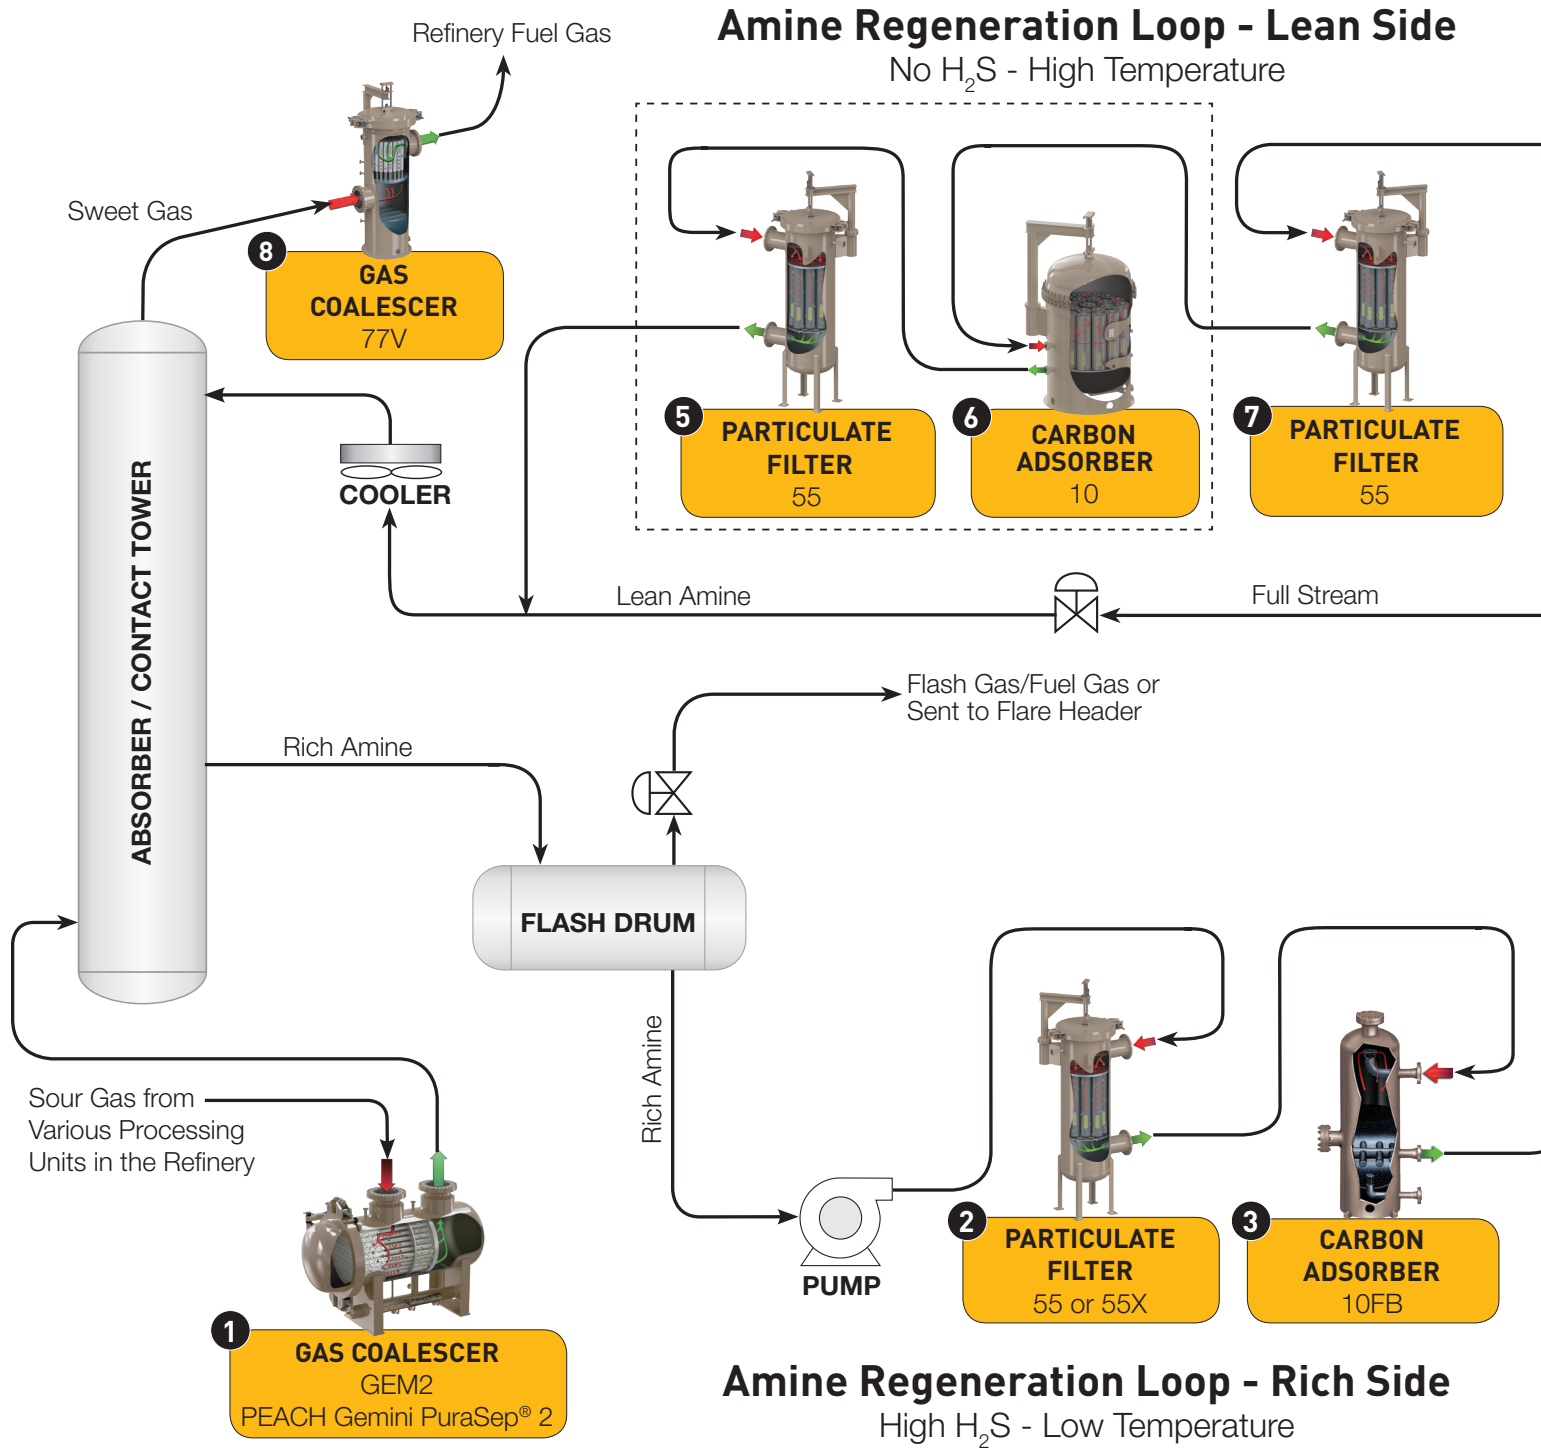 Amine Regeneration Loop - Lean Side
No H₂S - High Temperature
Refinery Fuel Gas
Sweet Gas
8
GAS
COALESCER
77V
5
PARTICULATE
FILTER
55
6
CARBON
ADSORBER
10
7
PARTICULATE
FILTER
55
COOLER
ABSORBER / CONTACT TOWER
Lean Amine
Full Stream
Flash Gas/Fuel Gas or
Sent to Flare Header
Rich Amine
FLASH DRUM
Rich Amine
Sour Gas from
Various Processing
Units in the Refinery
PUMP
1
GAS COALESCER
GEM2
PEACH Gemini PuraSep® 2
2
PARTICULATE
FILTER
55 or 55X
3
CARBON
ADSORBER
10FB
Amine Regeneration Loop - Rich Side
High H₂S - Low Temperature